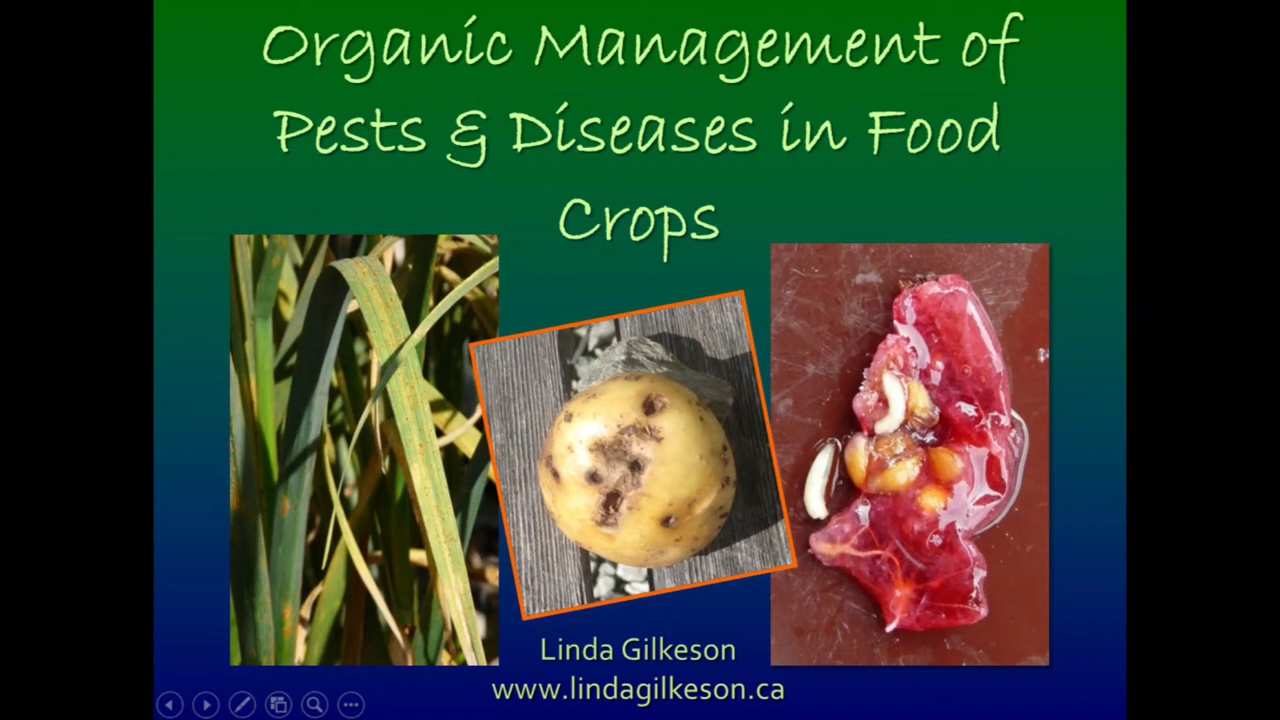 Organic Management of
Pests & Diseases in Food
Crops
Linda Gilkeson
www.lindagilkeson.ca